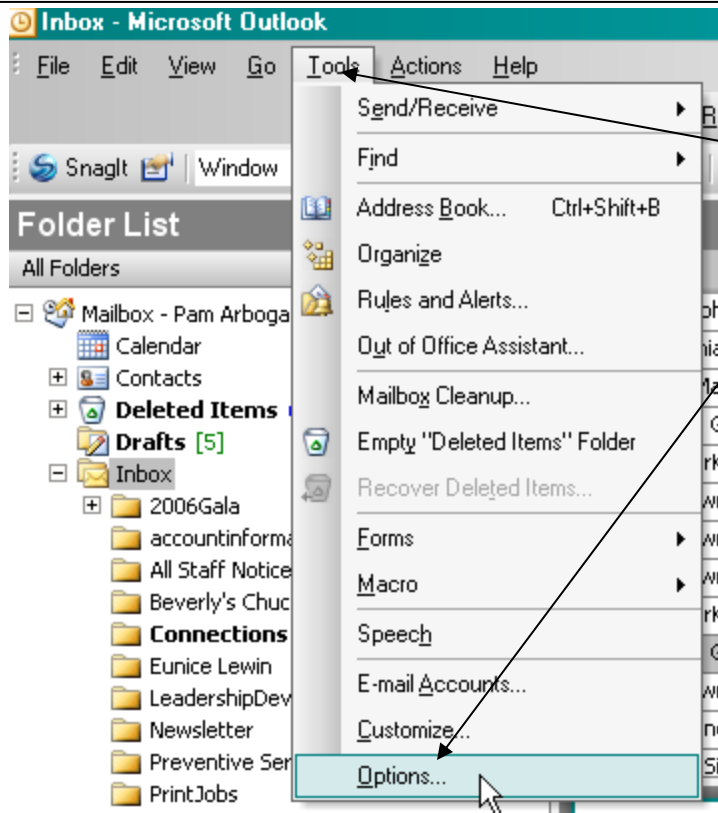 Inbox - Microsoft Outlook
File Edit View Go Tools Actions Help
Send/Receive
Find
SnagIt Window
Address Book... Ctrl+Shift+B
Folder List
Organize
All Folders
Rules and Alerts...
Mailbox - Pam Arboga
Out of Office Assistant...
Calendar
Contacts
Mailbox Cleanup...
Deleted Items
Drafts [5]
Empty "Deleted Items" Folder
Inbox
Recover Deleted Items...
2006Gala
accountinforma
Forms
All Staff Notice
Macro
Beverly's Chuc
Connections
Speech
Eunice Lewin
E-mail Accounts...
LeadershipDev
Newsletter
Customize...
Preventive Ser
Options...
PrintJobs